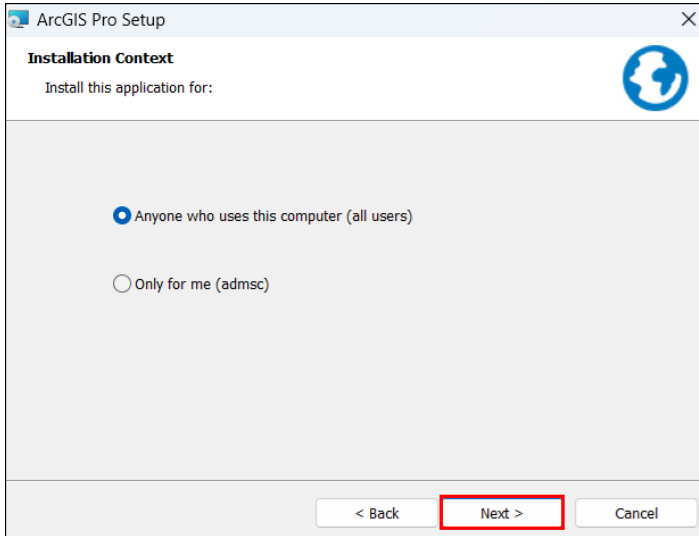 ArcGIS Pro Setup
Installation Context
Install this application for:
Anyone who uses this computer (all users)
Only for me (admsc)
< Back Next > Cancel